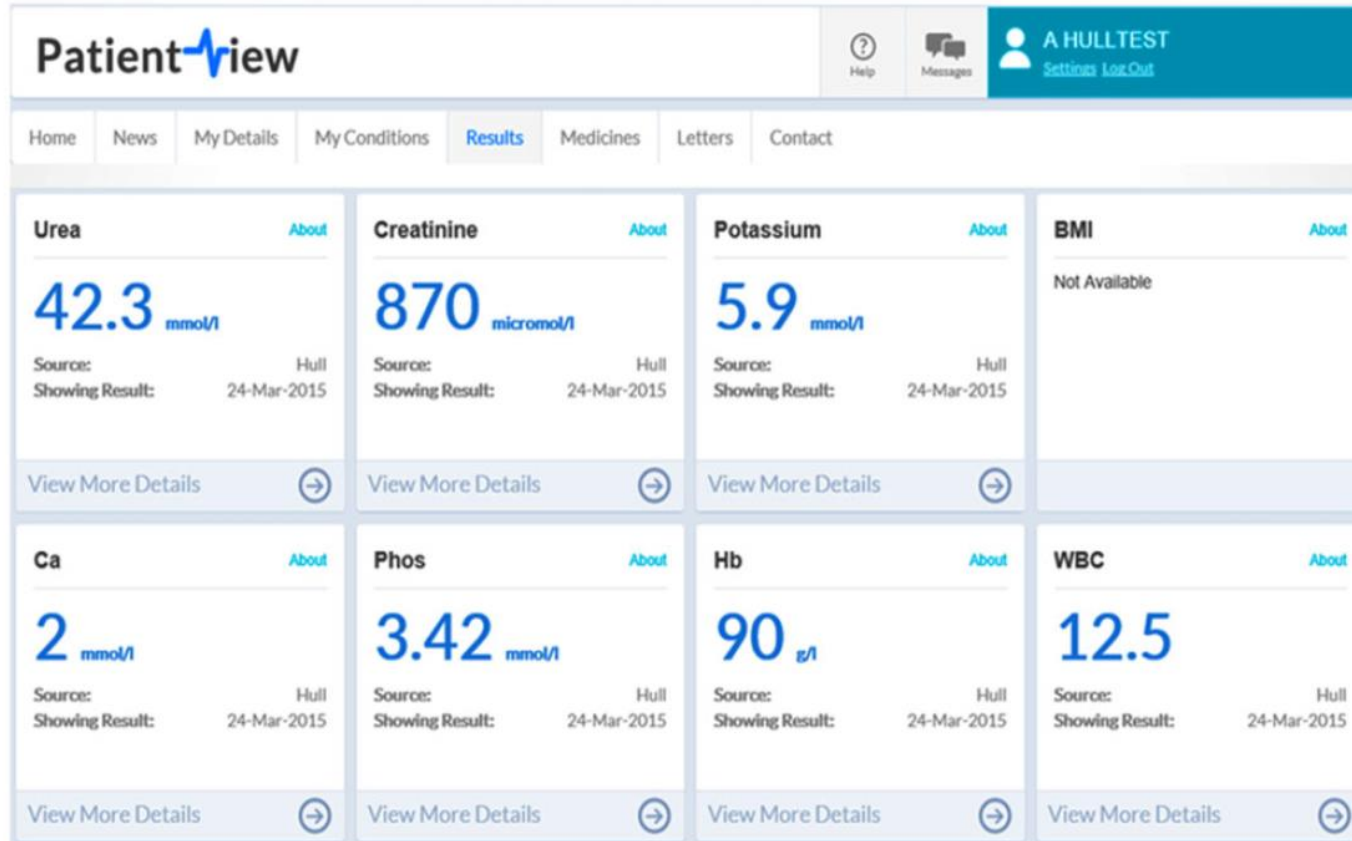 Patient View
Help
Messages
A HULLTEST
Settings Log Out
Home News My Details My Conditions Results Medicines Letters Contact
Urea About
42.3 mmol/l
Source: Hull
Showing Result: 24-Mar-2015
View More Details
Creatinine About
870 micromol/l
Source: Hull
Showing Result: 24-Mar-2015
View More Details
Potassium About
5.9 mmol/l
Source: Hull
Showing Result: 24-Mar-2015
View More Details
BMI About
Not Available
Ca About
2 mmol/l
Source: Hull
Showing Result: 24-Mar-2015
View More Details
Phos About
3.42 mmol/l
Source: Hull
Showing Result: 24-Mar-2015
View More Details
Hb About
90 g/l
Source: Hull
Showing Result: 24-Mar-2015
View More Details
WBC About
12.5
Source: Hull
Showing Result: 24-Mar-2015
View More Details